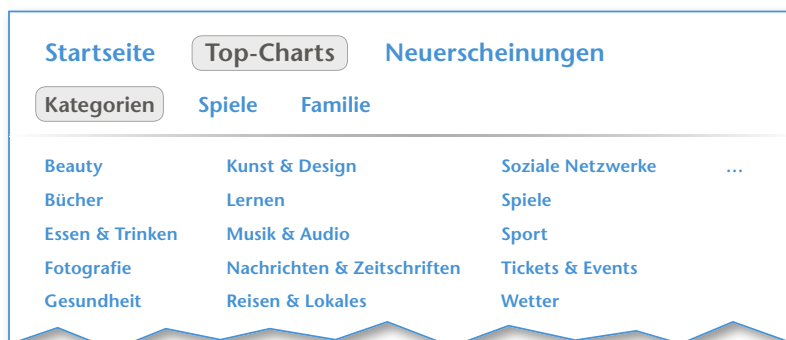 Startseite Top-Charts Neuerscheinungen
Kategorien Spiele Familie
Beauty Kunst & Design Soziale Netzwerke …
Bücher Lernen Spiele
Essen & Trinken Musik & Audio Sport
Fotografie Nachrichten & Zeitschriften Tickets & Events
Gesundheit Reisen & Lokales Wetter